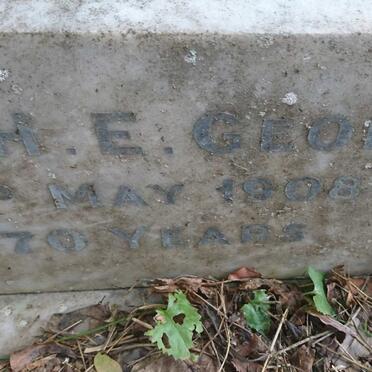 H. E. GEO
MAY 1908
70 YEARS